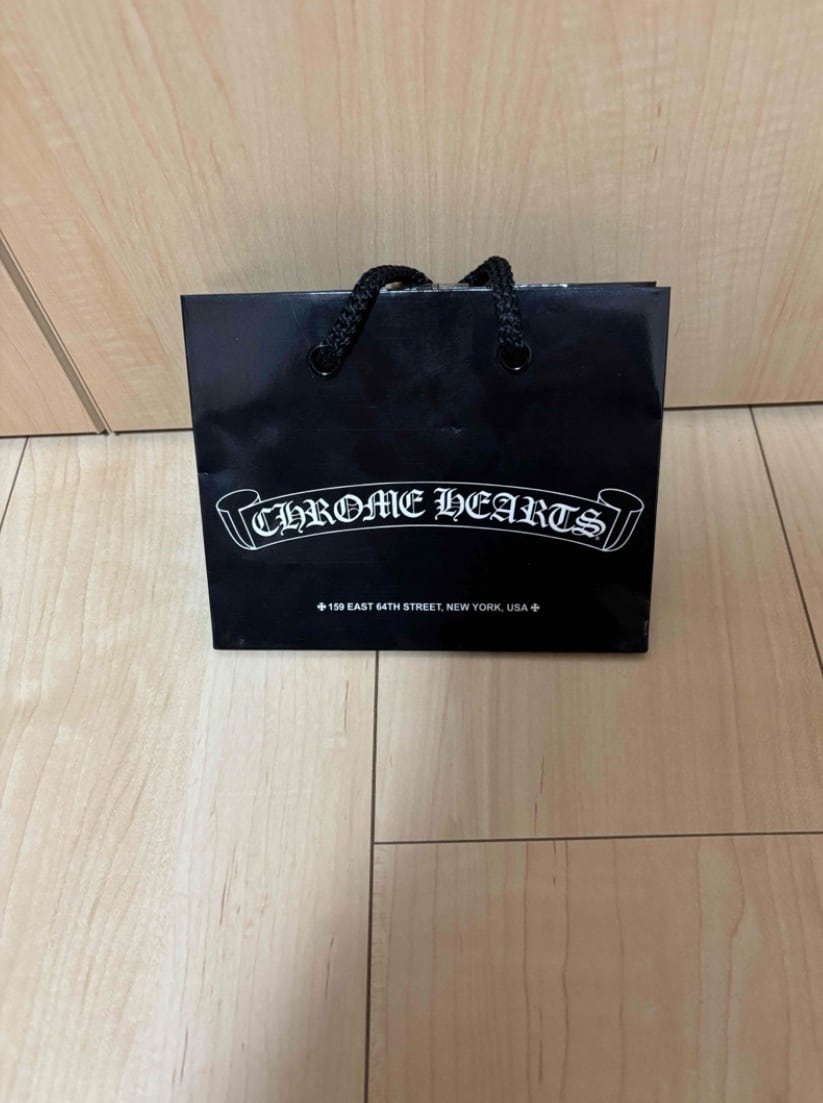 CHROME HEARTS
✠ 159 EAST 64TH STREET, NEW YORK, USA ✠